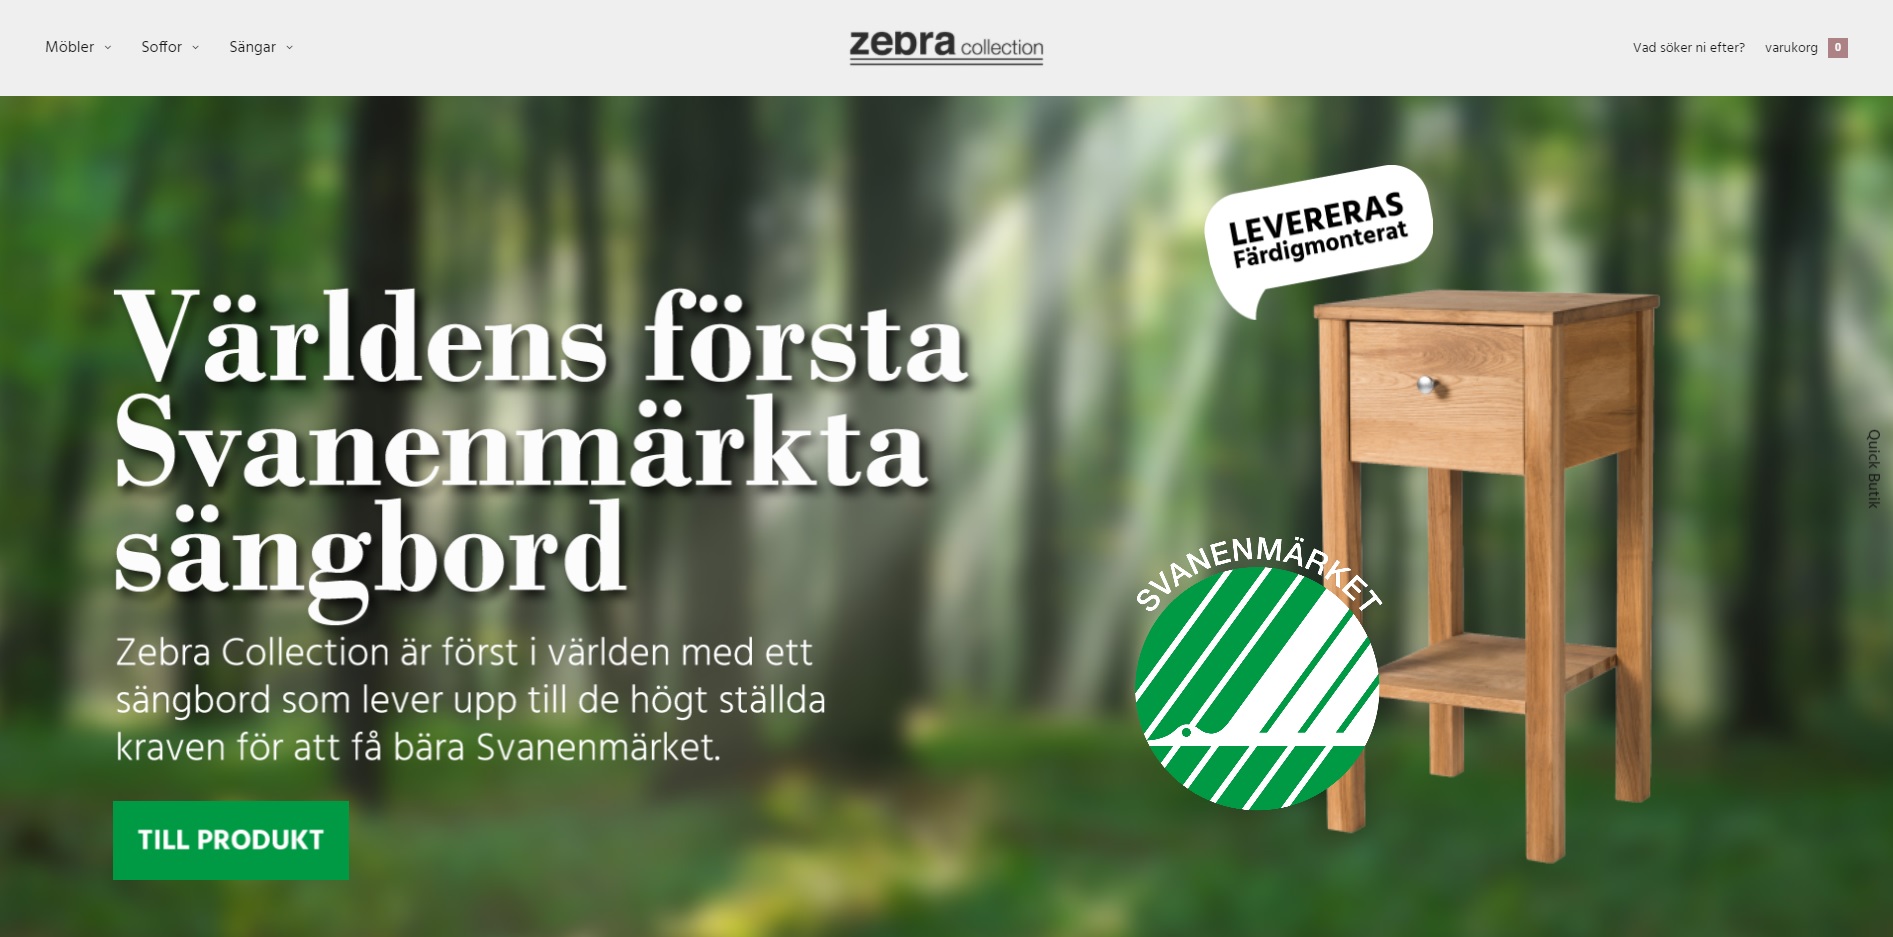 Möbler
Soffor
Sängar
zebra collection
Vad söker ni efter?
varukorg 0
LEVERERAS
Färdigmonterat
Världens första
Svanenmärkta
sängbord
Zebra Collection är först i världen med ett
sängbord som lever upp till de högt ställda
kraven för att få bära Svanenmärket.
TILL PRODUKT
SVANENMÄRKET
Quick Butik